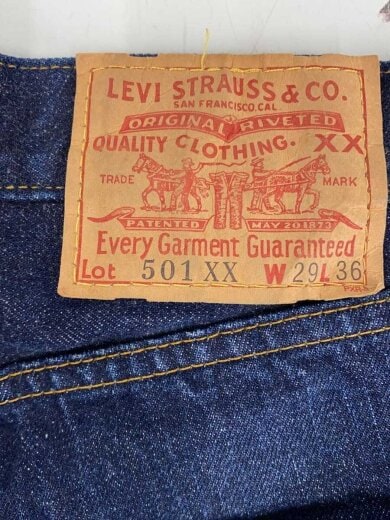 LEVI STRAUSS & CO.
SAN FRANCISCO, CAL.
ORIGINAL RIVETED
QUALITY CLOTHING. XX
TRADE MARK
PATENTED MAY 20 1873
Every Garment Guaranteed
Lot 501 XX W 29 L 36